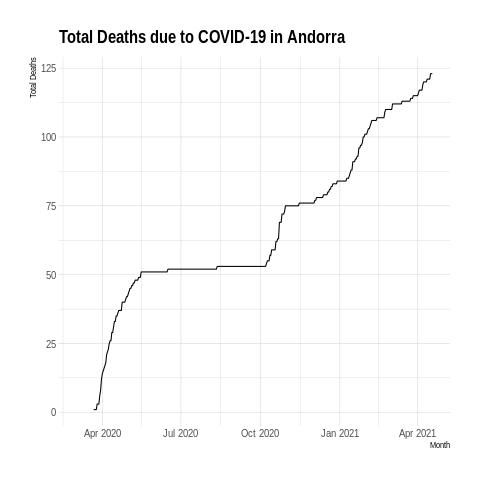 Total Deaths due to COVID-19 in Andorra
Total Deaths
125
100
75
50
25
0
Apr 2020 Jul 2020 Oct 2020 Jan 2021 Apr 2021
Month